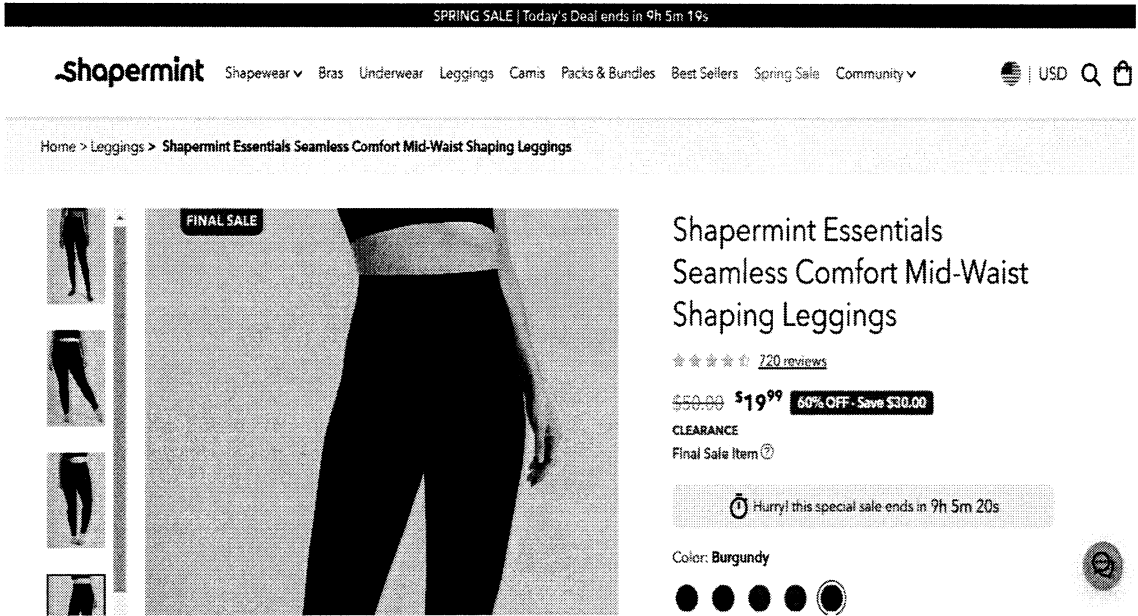 SPRING SALE | Today's Deal ends in 9h 5m 19s
shapermint Shapewear Bras Underwear Leggings Camis Packs & Bundles Best Sellers Spring Sale Community | USD
Home > Leggings > Shapermint Essentials Seamless Comfort Mid-Waist Shaping Leggings
FINAL SALE
Shapermint Essentials
Seamless Comfort Mid-Waist
Shaping Leggings
720 reviews
$50.00 $19.99 60% OFF - Save $30.00
CLEARANCE
Final Sale Item ?
Hurry! this special sale ends in 9h 5m 20s
Color: Burgundy